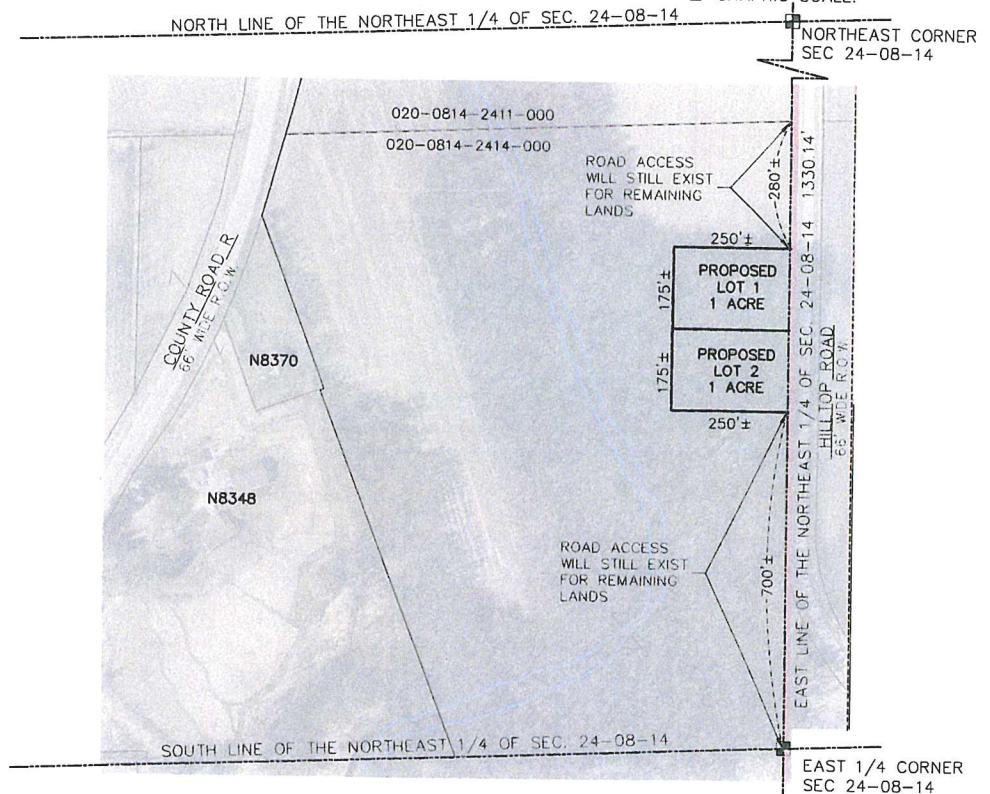 NORTH LINE OF THE NORTHEAST 1/4 OF SEC. 24-08-14
NORTHEAST CORNER
SEC 24-08-14
020-0814-2411-000
020-0814-2414-000
ROAD ACCESS
WILL STILL EXIST
FOR REMAINING
LANDS
280'±
250'±
175'±
PROPOSED
LOT 1
1 ACRE
175'±
PROPOSED
LOT 2
1 ACRE
250'±
COUNTY ROAD R
66' WIDE R.O.W.
N8370
N8348
EAST LINE OF THE NORTHEAST 1/4 OF SEC. 24-08-14 1330.14'
HILLTOP ROAD
66' WIDE R.O.W.
ROAD ACCESS
WILL STILL EXIST
FOR REMAINING
LANDS
700'±
SOUTH LINE OF THE NORTHEAST 1/4 OF SEC. 24-08-14
EAST 1/4 CORNER
SEC 24-08-14